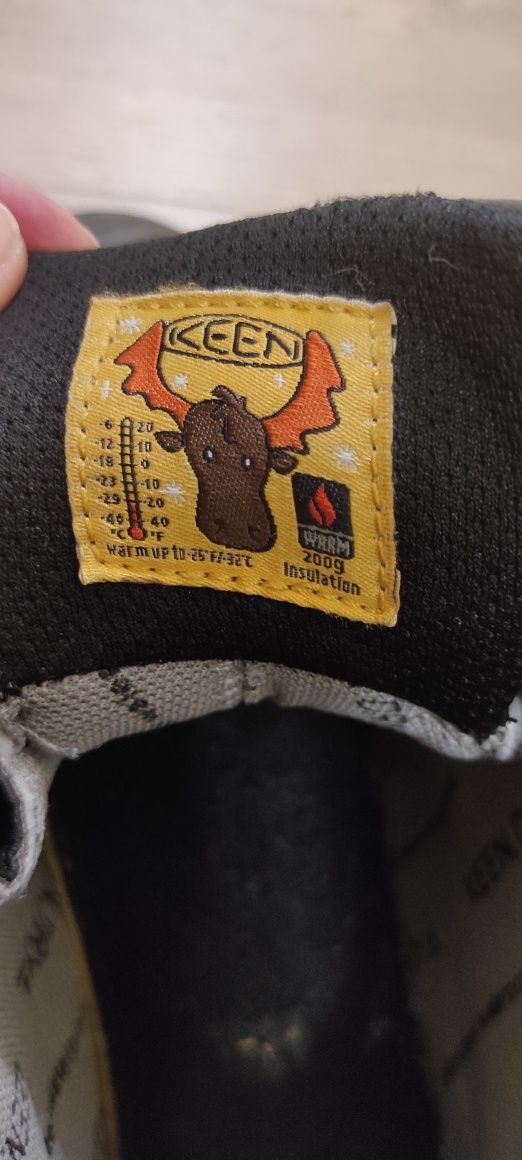 KEEN
-6 20
-12 10
-18 0
-23 -10
-29 -20
-40 -40
°C °F
warm up to -25°F/-32°C
WARM
200g
Insulation
KEEN